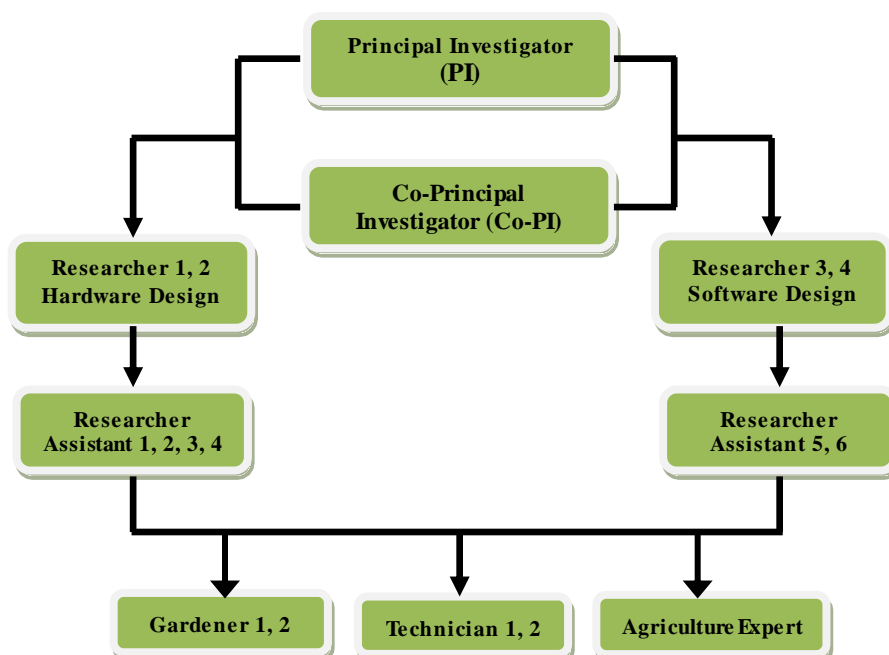 Principal Investigator
(PI)
Co-Principal
Investigator (Co-PI)
Researcher 1, 2
Hardware Design
Researcher 3, 4
Software Design
Researcher
Assistant 1, 2, 3, 4
Researcher
Assistant 5, 6
Gardener 1, 2
Technician 1, 2
Agriculture Expert